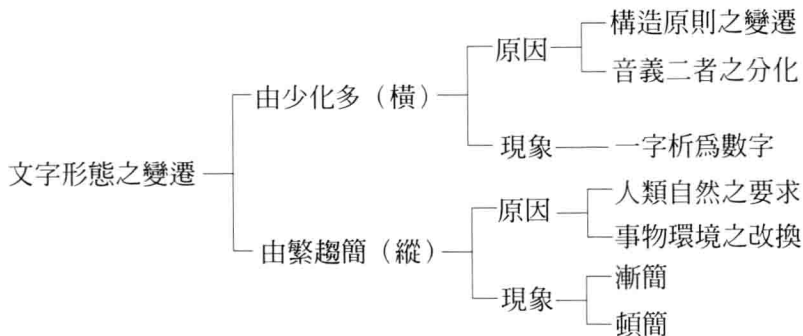 文字形態之變遷
由少化多（橫）
原因
構造原則之變遷
音義二者之分化
現象
一字析爲數字
由繁趨簡（縱）
原因
人類自然之要求
事物環境之改換
現象
漸簡
頓簡